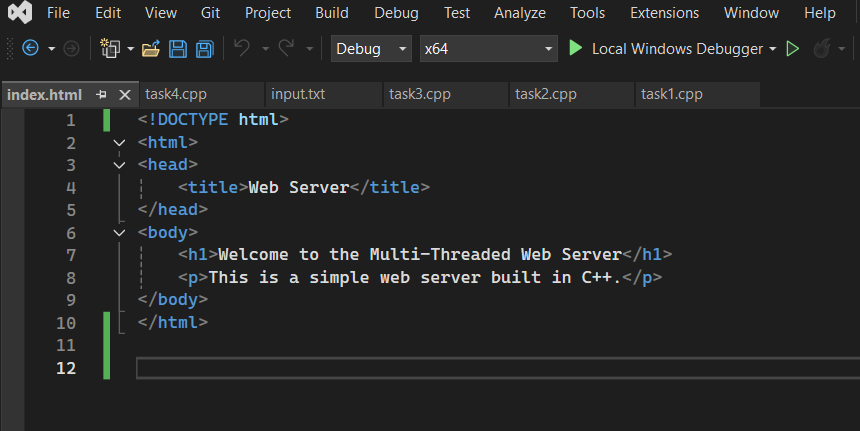 File Edit View Git Project Build Debug Test Analyze Tools Extensions Window Help
Debug x64 Local Windows Debugger
index.html task4.cpp input.txt task3.cpp task2.cpp task1.cpp
1 <!DOCTYPE html>
2 <html>
3 <head>
4 <title>Web Server</title>
5 </head>
6 <body>
7 <h1>Welcome to the Multi-Threaded Web Server</h1>
8 <p>This is a simple web server built in C++.</p>
9 </body>
10 </html>
11
12